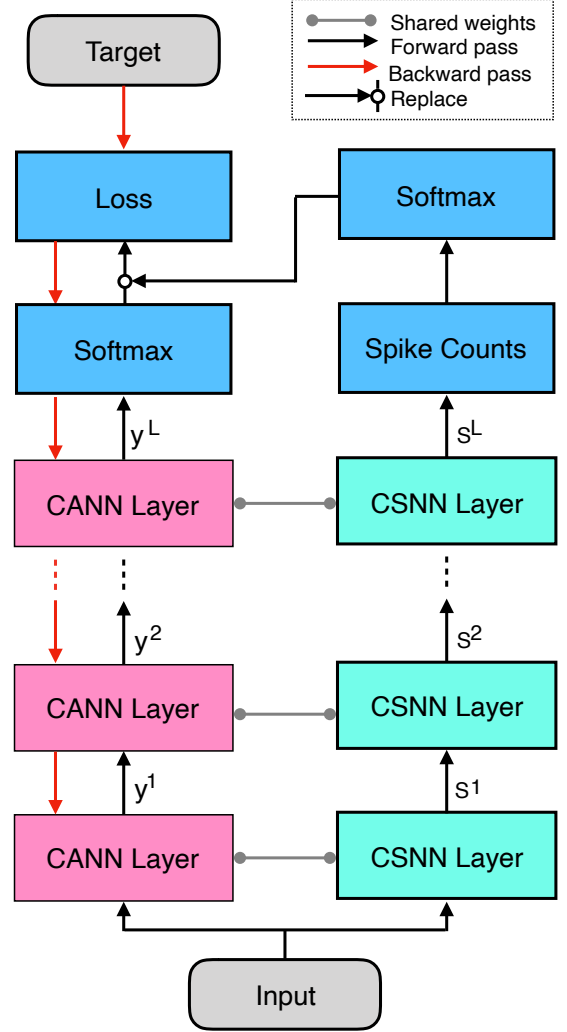 Target
Shared weights
Forward pass
Backward pass
Replace
Loss
Softmax
Softmax
Spike Counts
y^L
S^L
CANN Layer
CSNN Layer
y^2
S^2
CANN Layer
CSNN Layer
y^1
S^1
CANN Layer
CSNN Layer
Input